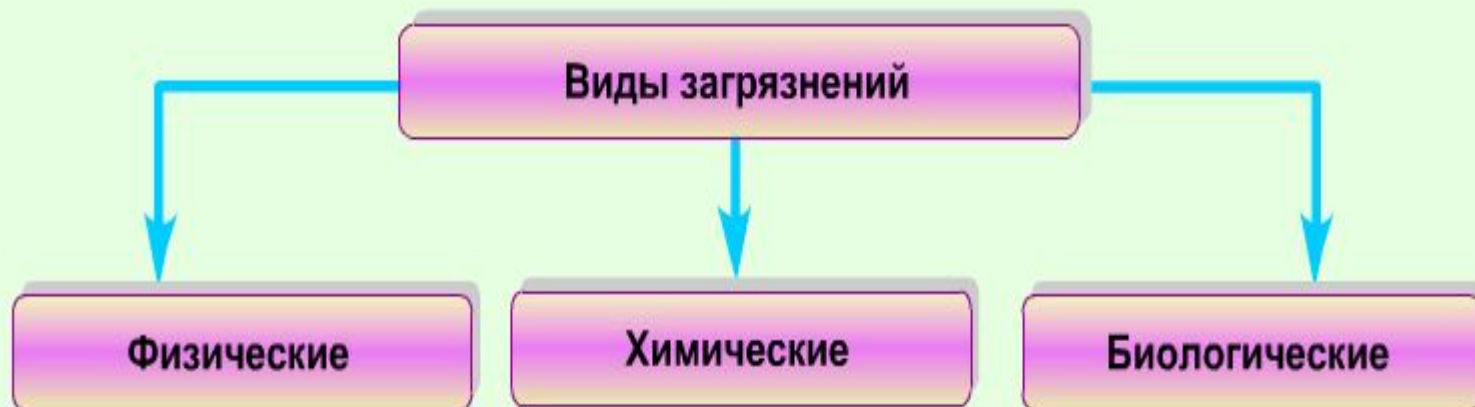 Виды загрязнений
Физические
Химические
Биологические